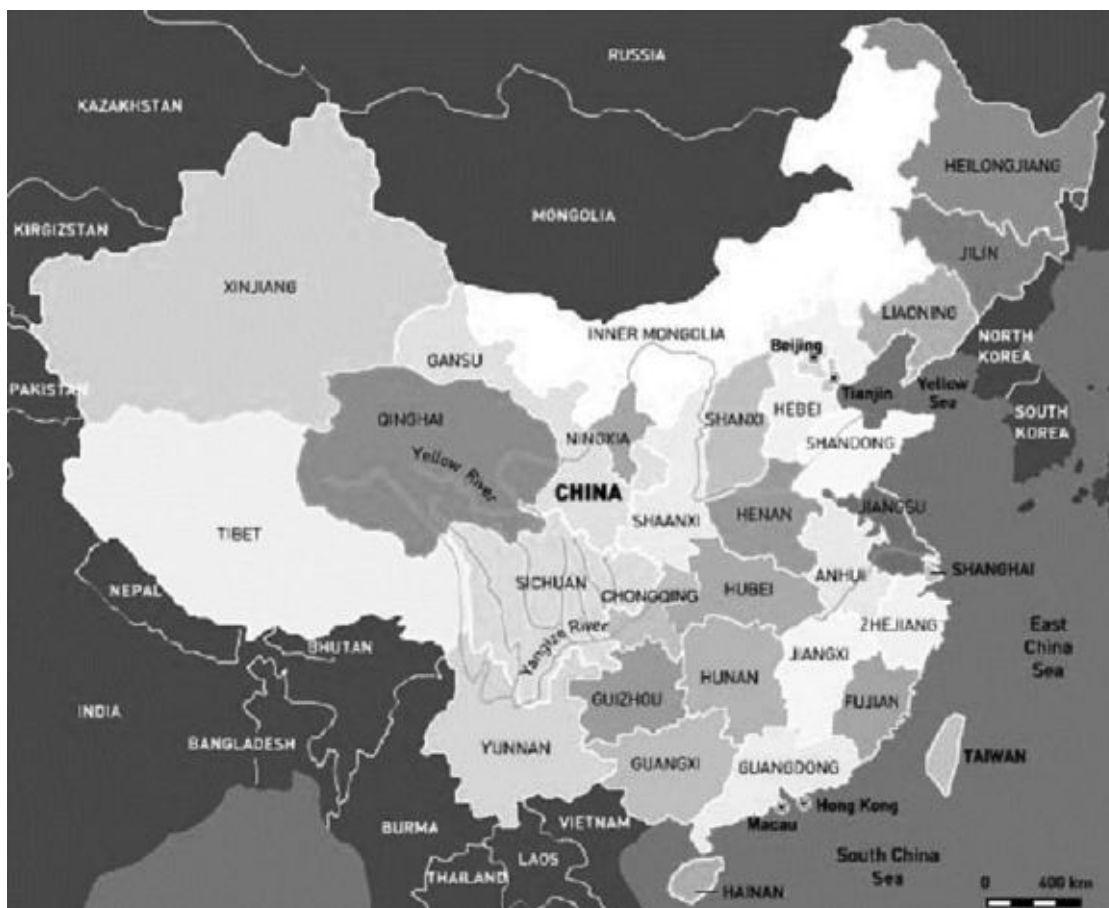 RUSSIA
KAZAKHSTAN
HEILONGJIANG
MONGOLIA
KIRGIZSTAN
JILIN
XINJIANG
LIAONING
INNER MONGOLIA
NORTH
KOREA
Beijing
GANSU
PAKISTAN
Tianjin
Yellow
Sea
QINGHAI
SHANXI
HEBEI
SOUTH
KOREA
NINGXIA
SHANDONG
Yellow River
CHINA
JIANGSU
HENAN
SHAANXI
TIBET
SHANGHAI
ANHUI
SICHUAN
CHONGQING
HUBEI
NEPAL
ZHEJIANG
East
China
Sea
Yangtze River
BHUTAN
JIANGXI
HUNAN
GUIZHOU
FUJIAN
INDIA
BANGLADESH
YUNNAN
GUANGXI
GUANGDONG
TAIWAN
Hong Kong
Macau
BURMA
VIETNAM
LAOS
South China
Sea
THAILAND
HAINAN
0 400 km